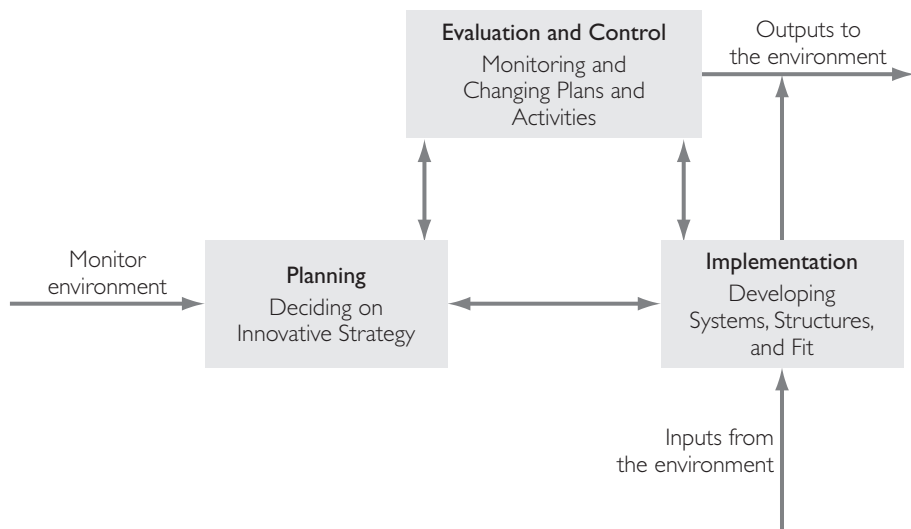 Evaluation and Control
Monitoring and
Changing Plans and
Activities
Outputs to
the environment
Monitor
environment
Planning
Deciding on
Innovative Strategy
Implementation
Developing
Systems, Structures,
and Fit
Inputs from
the environment